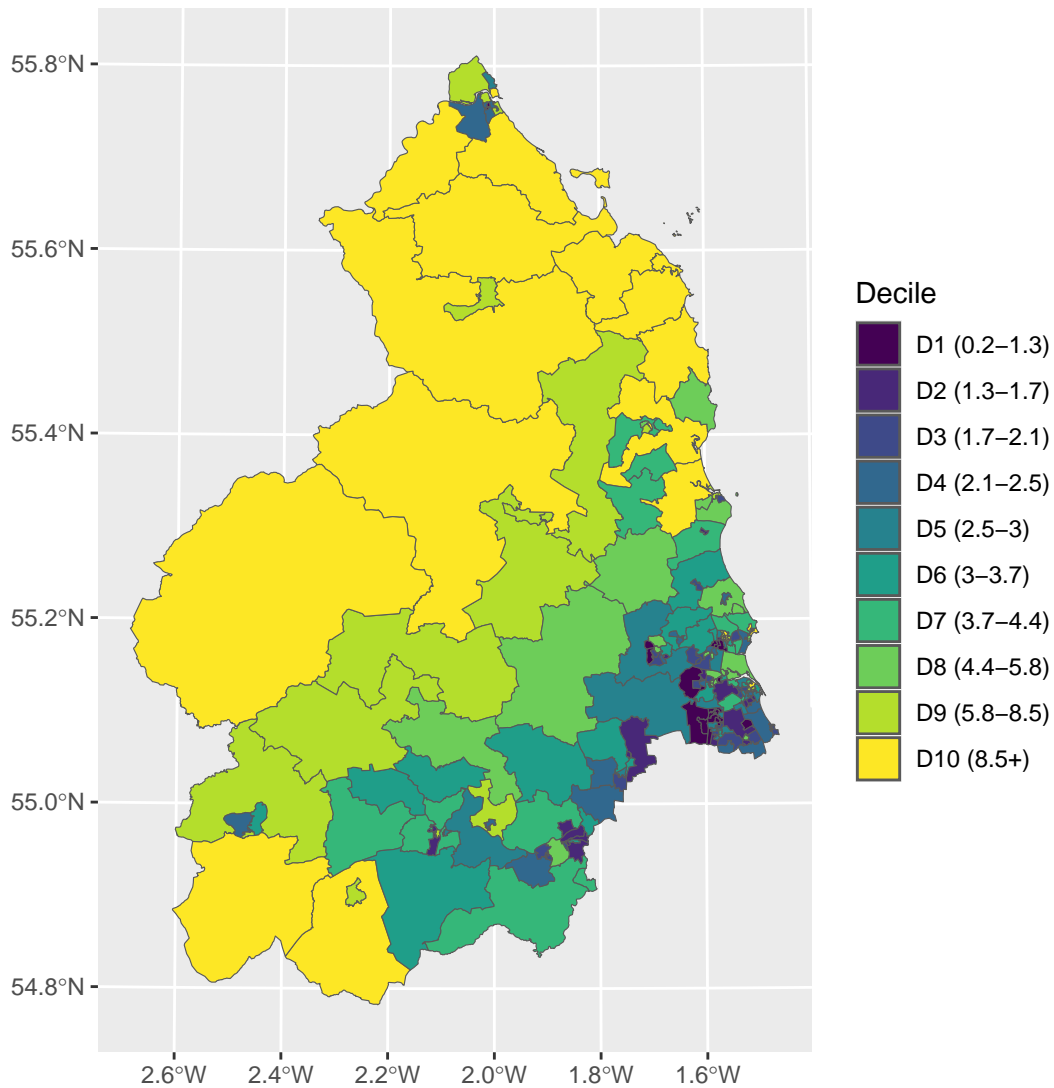 55.8°N
55.6°N
55.4°N
55.2°N
55.0°N
54.8°N
2.6°W 2.4°W 2.2°W 2.0°W 1.8°W 1.6°W
Decile
D1 (0.2–1.3)
D2 (1.3–1.7)
D3 (1.7–2.1)
D4 (2.1–2.5)
D5 (2.5–3)
D6 (3–3.7)
D7 (3.7–4.4)
D8 (4.4–5.8)
D9 (5.8–8.5)
D10 (8.5+)